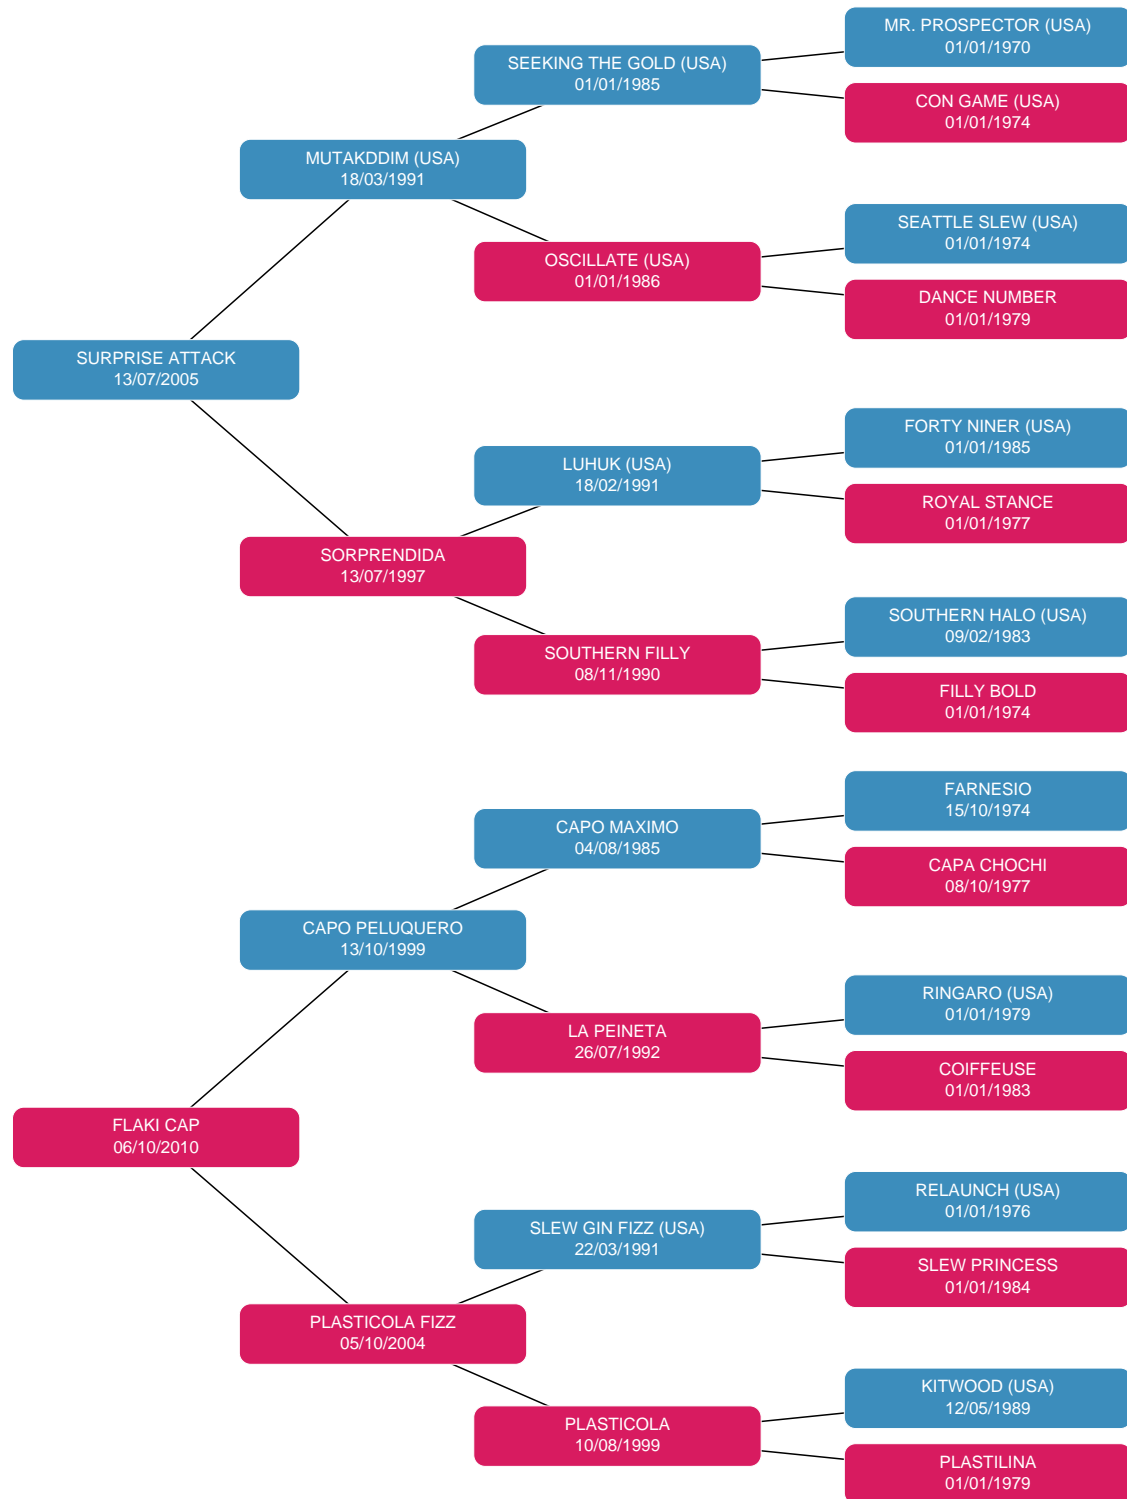 MR. PROSPECTOR (USA)
01/01/1970
SEEKING THE GOLD (USA)
01/01/1985
CON GAME (USA)
01/01/1974
MUTAKDDIM (USA)
18/03/1991
SEATTLE SLEW (USA)
01/01/1974
OSCILLATE (USA)
01/01/1986
DANCE NUMBER
01/01/1979
SURPRISE ATTACK
13/07/2005
FORTY NINER (USA)
01/01/1985
LUHUK (USA)
18/02/1991
ROYAL STANCE
01/01/1977
SORPRENDIDA
13/07/1997
SOUTHERN HALO (USA)
09/02/1983
SOUTHERN FILLY
08/11/1990
FILLY BOLD
01/01/1974
FARNESIO
15/10/1974
CAPO MAXIMO
04/08/1985
CAPA CHOCHI
08/10/1977
CAPO PELUQUERO
13/10/1999
RINGARO (USA)
01/01/1979
LA PEINETA
26/07/1992
COIFFEUSE
01/01/1983
FLAKI CAP
06/10/2010
RELAUNCH (USA)
01/01/1976
SLEW GIN FIZZ (USA)
22/03/1991
SLEW PRINCESS
01/01/1984
PLASTICOLA FIZZ
05/10/2004
KITWOOD (USA)
12/05/1989
PLASTICOLA
10/08/1999
PLASTILINA
01/01/1979